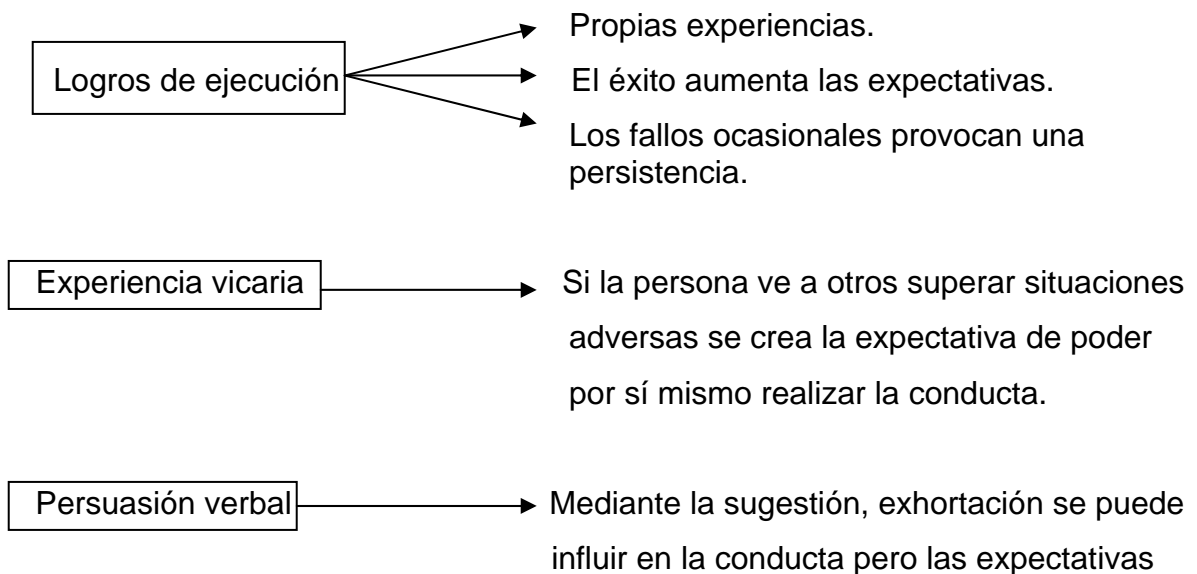 Propias experiencias.
Logros de ejecución
El éxito aumenta las expectativas.
Los fallos ocasionales provocan una
persistencia.
Experiencia vicaria
Si la persona ve a otros superar situaciones
adversas se crea la expectativa de poder
por sí mismo realizar la conducta.
Persuasión verbal
Mediante la sugestión, exhortación se puede
influir en la conducta pero las expectativas